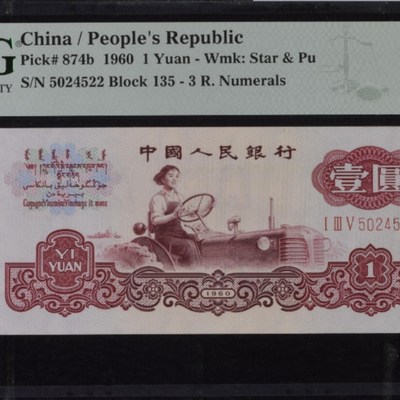 G China / People's Republic
Pick# 874b 1960 1 Yuan - Wmk: Star & Pu
TY S/N 5024522 Block 135 - 3 R. Numerals
中國人民銀行
壹圓
I III V 50245
YI
YUAN
1960
1